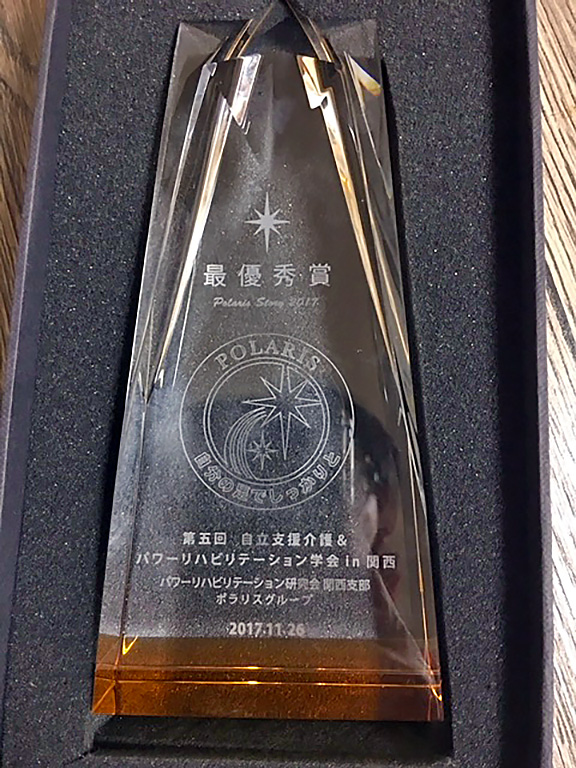 最優秀賞
Polaris Story 2017
POLARIS
自分の足でしっかりと
第五回 自立支援介護&
パワーリハビリテーション学会 in 関西
パワーリハビリテーション研究会 関西支部
ポラリスグループ
2017.11.26